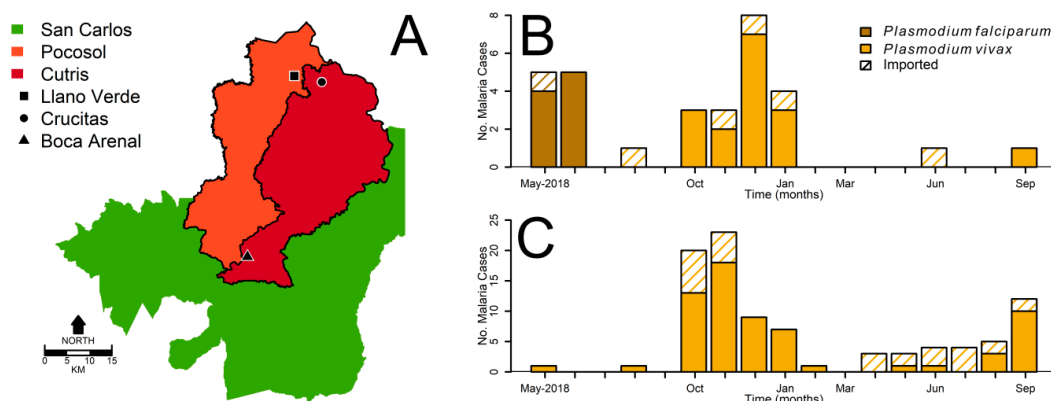 San Carlos
Pocosol
Cutris
Llano Verde
Crucitas
Boca Arenal
A
NORTH
0 5 10 15
KM
B
Plasmodium falciparum
Plasmodium vivax
Imported
No. Malaria Cases
8
6
4
2
0
May-2018 Oct Jan Mar Jun Sep
Time (months)
C
No. Malaria Cases
25
20
15
10
5
0
May-2018 Oct Jan Mar Jun Sep
Time (months)